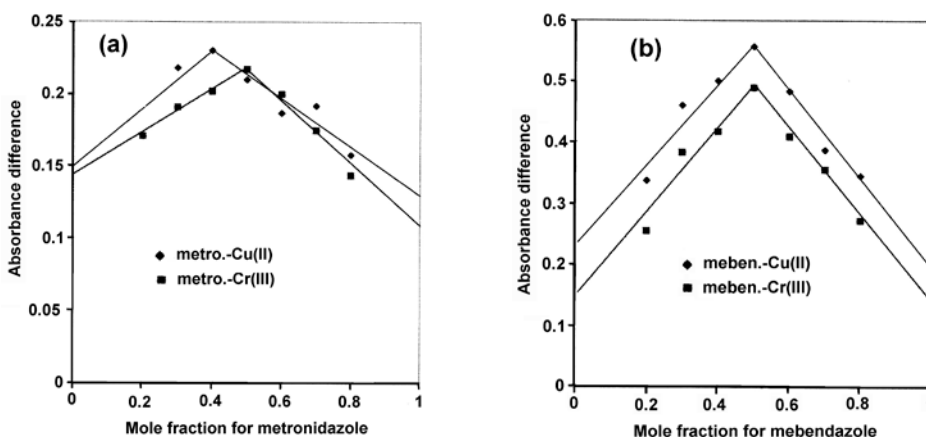 (a)
Absorbance difference
0.25
0.2
0.15
0.1
0.05
0
0 0.2 0.4 0.6 0.8 1
metro.-Cu(II)
metro.-Cr(III)
Mole fraction for metronidazole
(b)
Absorbance difference
0.6
0.5
0.4
0.3
0.2
0.1
0
0 0.2 0.4 0.6 0.8
meben.-Cu(II)
meben.-Cr(III)
Mole fraction for mebendazole